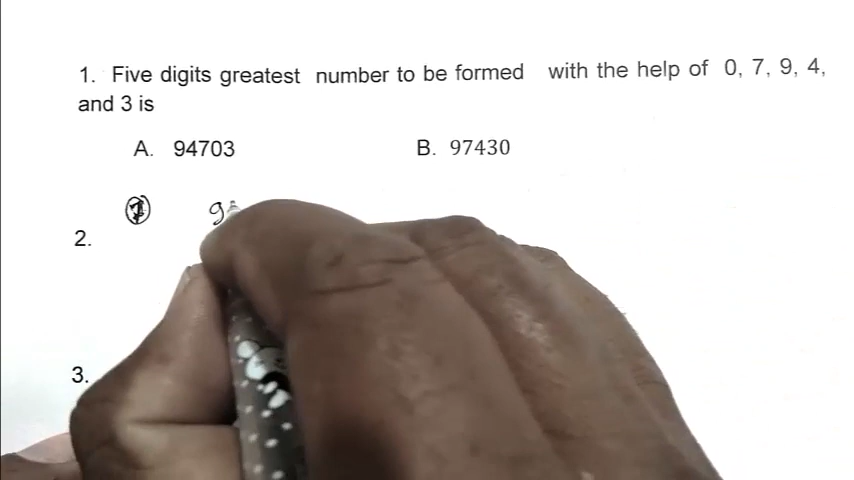 1. Five digits greatest number to be formed with the help of 0, 7, 9, 4,
and 3 is
A. 94703 B. 97430
9
2.
3.